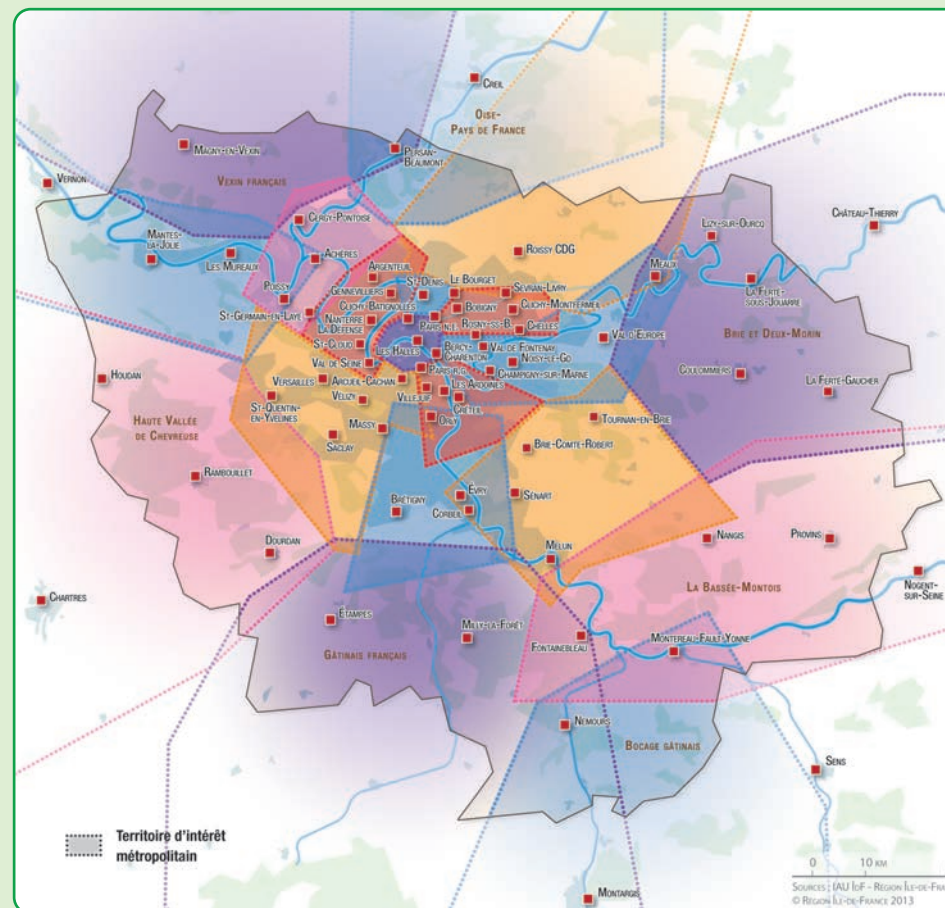 Creil
Oise-
Pays de France
Magny-en-Vexin
Persan-
Beaumont
Vexin français
Vernon
Cergy-Pontoise
Lizy-sur-Ourcq
Château-Thierry
Mantes-
la-Jolie
Les Mureaux
Achères
Roissy CDG
Meaux
La Ferté-
sous-Jouarre
Poissy
Argenteuil
St-Denis
Le Bourget
Sevran-Livry
Gennevilliers
Clichy-Batignolles
Bobigny
Clichy-Montfermeil
St-Germain-en-Laye
Nanterre
La Défense
Paris n.e.
Rosny-ss-B.
Chelles
St-Cloud
Les Halles
Bercy-
Charenton
Val de Fontenay
Noisy-le-Gd
Val d'Europe
Brie et Deux-Morin
Val de Seine
Paris r.g.
Champigny-sur-Marne
Coulommiers
La Ferté-Gaucher
Houdan
Versailles
Arcueil-Cachan
Les Ardoines
St-Quentin-
en-Yvelines
Vélizy
Villejuif
Créteil
Orly
Tournan-en-Brie
Haute Vallée
de Chevreuse
Massy
Saclay
Brie-Comte-Robert
Rambouillet
Brétigny
Évry
Corbeil
Sénart
Dourdan
Melun
Nangis
Provins
Nogent-
sur-Seine
La Bassée-Montois
Chartres
Étampes
Milly-la-Forêt
Fontainebleau
Montereau-Fault-Yonne
Gâtinais français
Nemours
Bocage gâtinais
Sens
Territoire d'intérêt
métropolitain
0 10 km
Montargis
Sources : IAU îdF - Région Île-de-Fra
© Région Île-de-France 2013